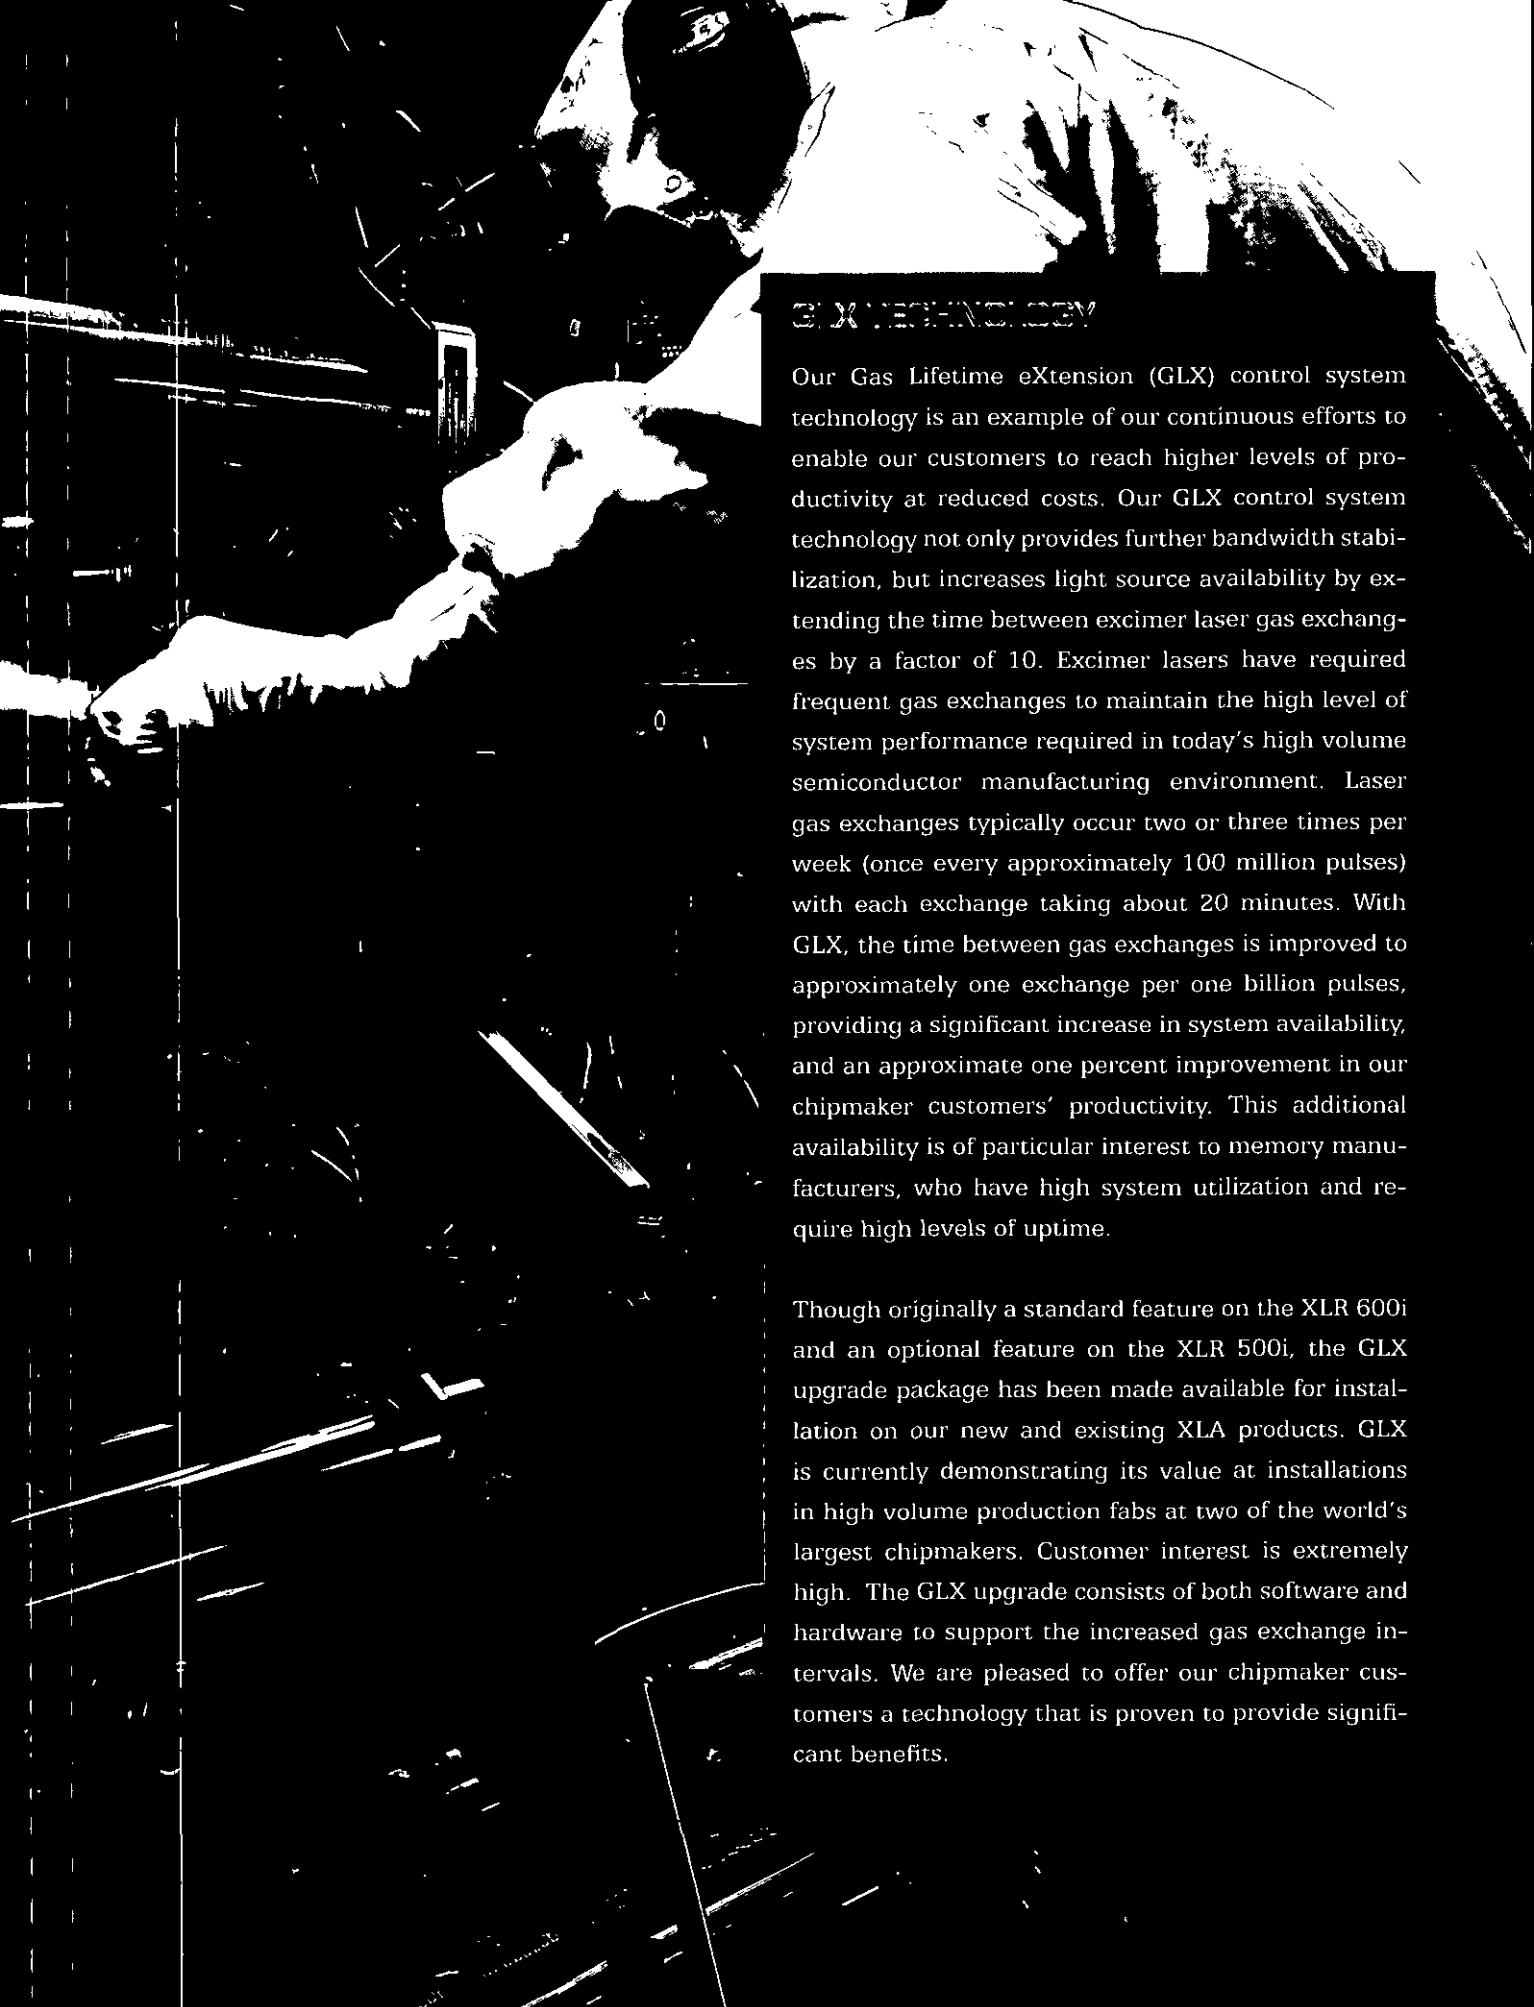 GLX TECHNOLOGY
Our Gas Lifetime eXtension (GLX) control system
technology is an example of our continuous efforts to
enable our customers to reach higher levels of pro-
ductivity at reduced costs. Our GLX control system
technology not only provides further bandwidth stabi-
lization, but increases light source availability by ex-
tending the time between excimer laser gas exchang-
es by a factor of 10. Excimer lasers have required
frequent gas exchanges to maintain the high level of
system performance required in today's high volume
semiconductor manufacturing environment. Laser
gas exchanges typically occur two or three times per
week (once every approximately 100 million pulses)
with each exchange taking about 20 minutes. With
GLX, the time between gas exchanges is improved to
approximately one exchange per one billion pulses,
providing a significant increase in system availability,
and an approximate one percent improvement in our
chipmaker customers' productivity. This additional
availability is of particular interest to memory manu-
facturers, who have high system utilization and re-
quire high levels of uptime.
Though originally a standard feature on the XLR 600i
and an optional feature on the XLR 500i, the GLX
upgrade package has been made available for instal-
lation on our new and existing XLA products. GLX
is currently demonstrating its value at installations
in high volume production fabs at two of the world's
largest chipmakers. Customer interest is extremely
high. The GLX upgrade consists of both software and
hardware to support the increased gas exchange in-
tervals. We are pleased to offer our chipmaker cus-
tomers a technology that is proven to provide signifi-
cant benefits.